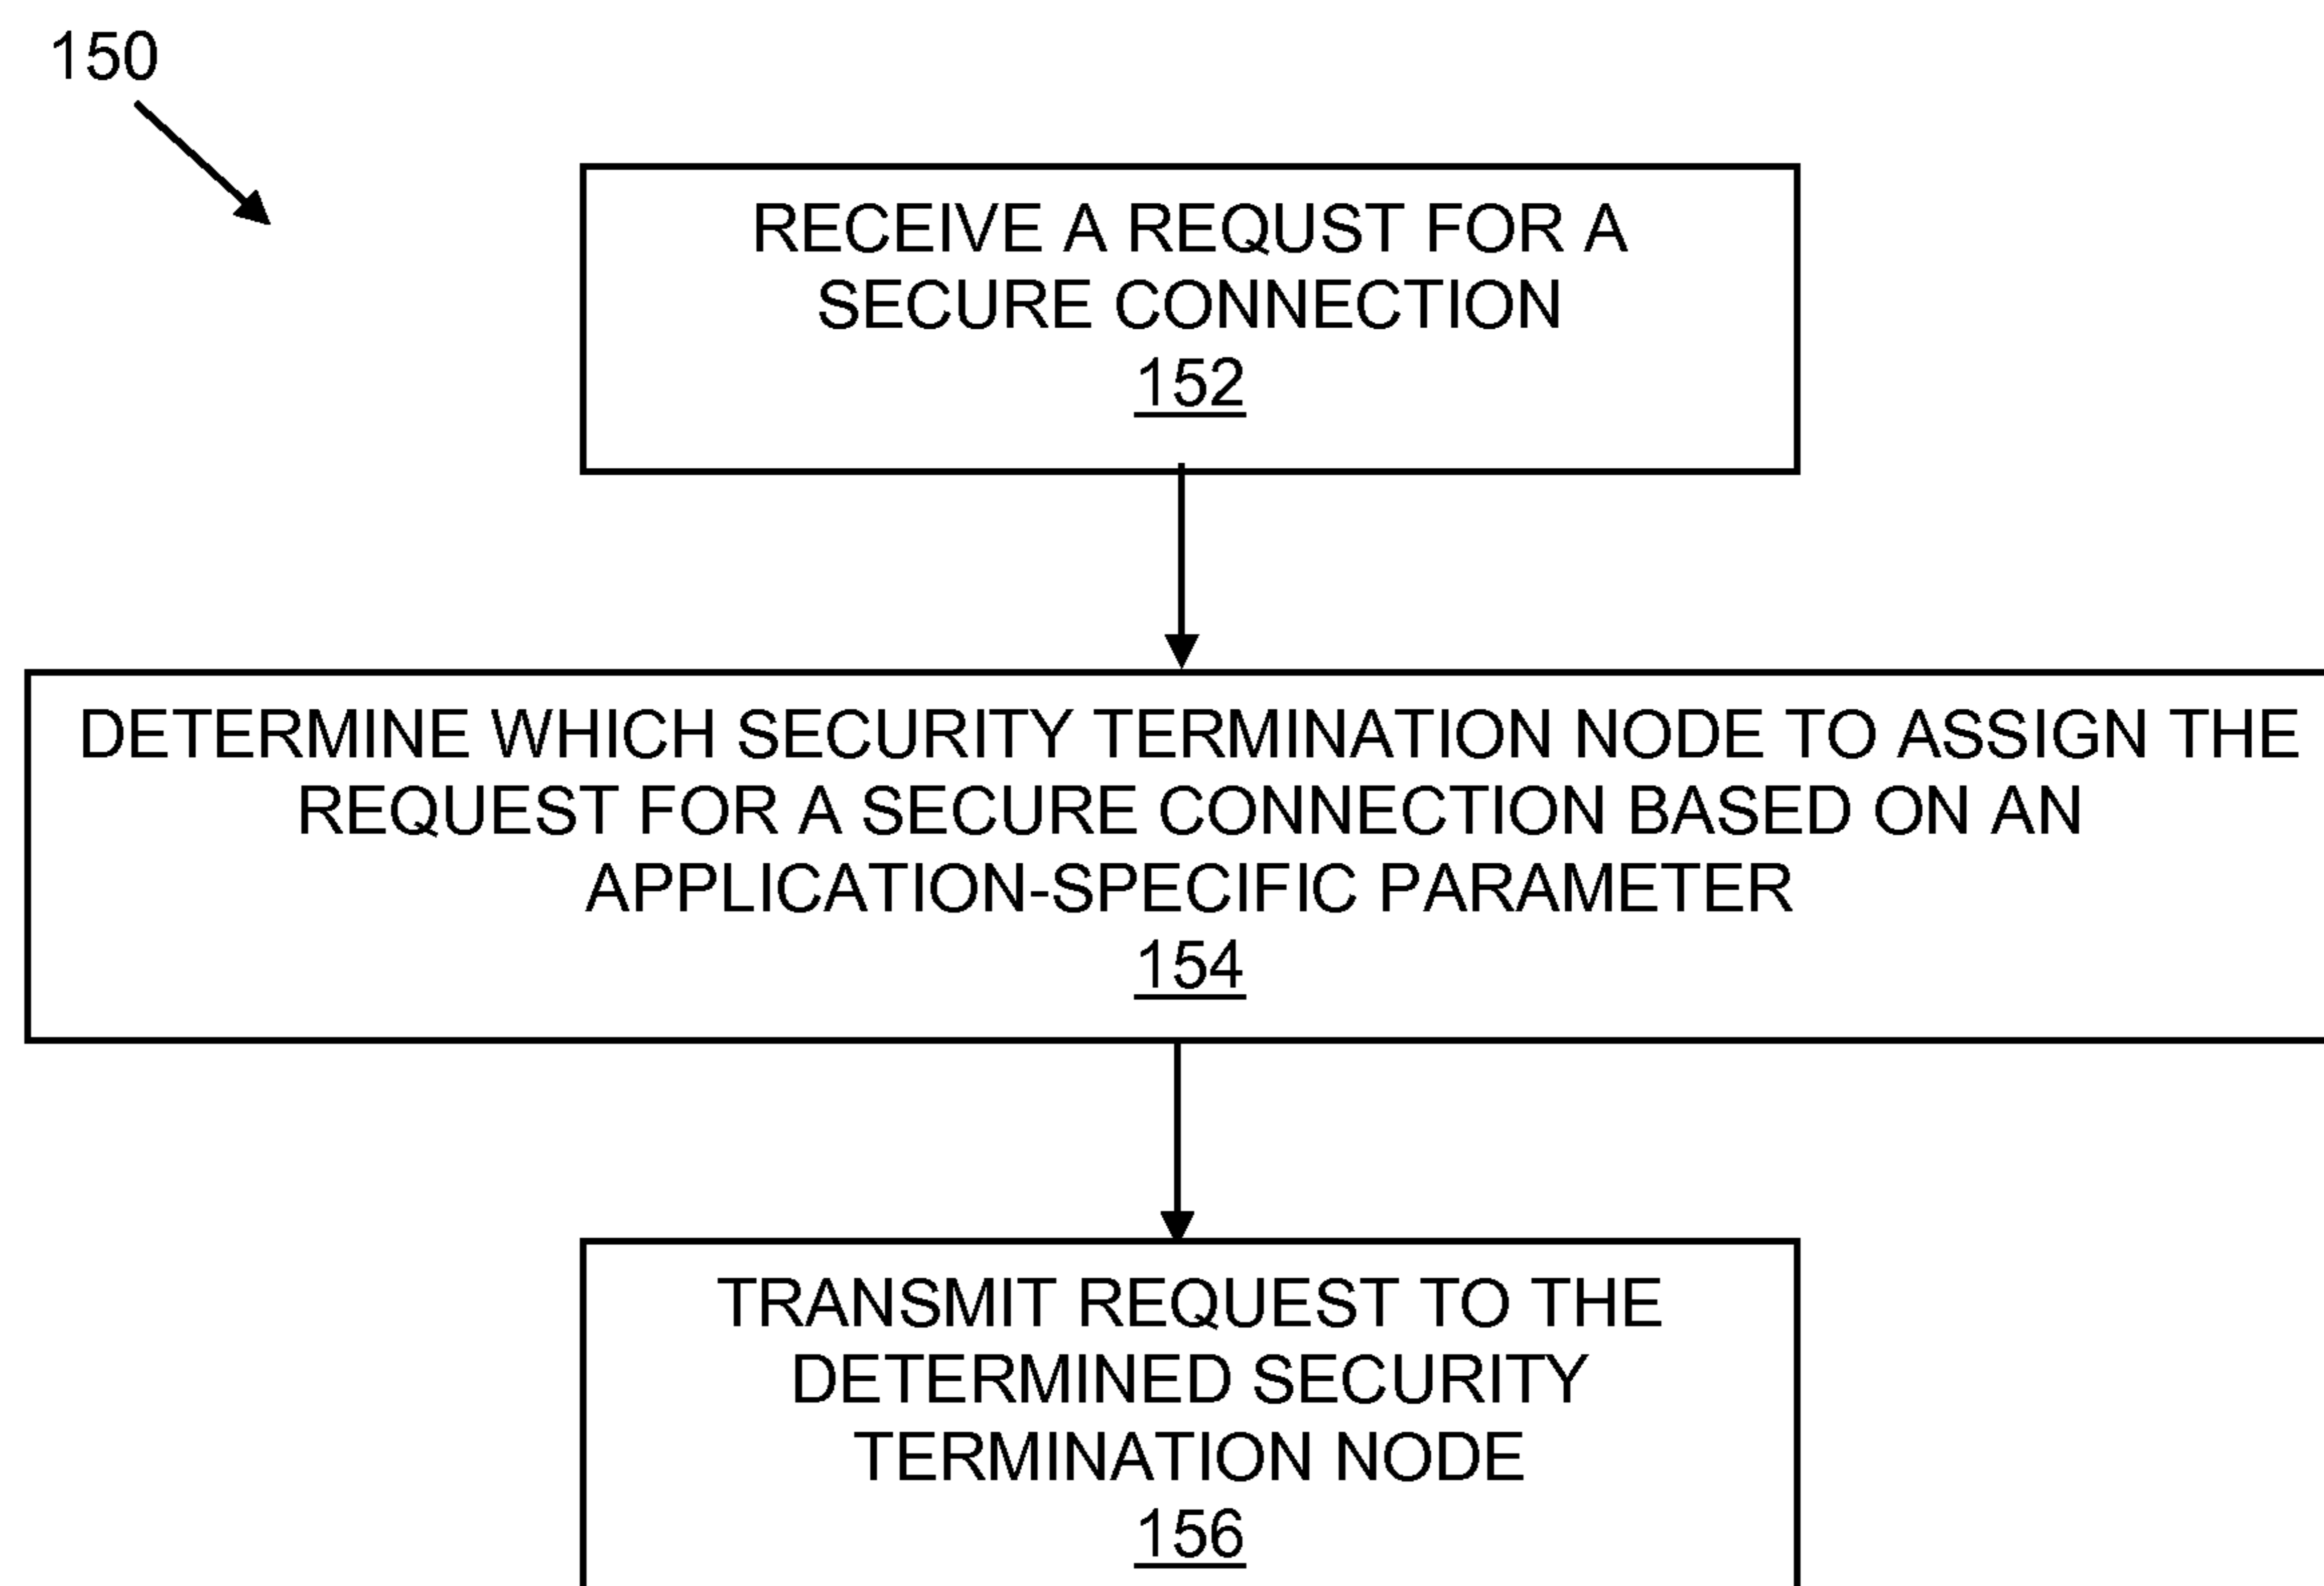 150
RECEIVE A REQUST FOR A
SECURE CONNECTION
152
DETERMINE WHICH SECURITY TERMINATION NODE TO ASSIGN THE
REQUEST FOR A SECURE CONNECTION BASED ON AN
APPLICATION-SPECIFIC PARAMETER
154
TRANSMIT REQUEST TO THE
DETERMINED SECURITY
TERMINATION NODE
156